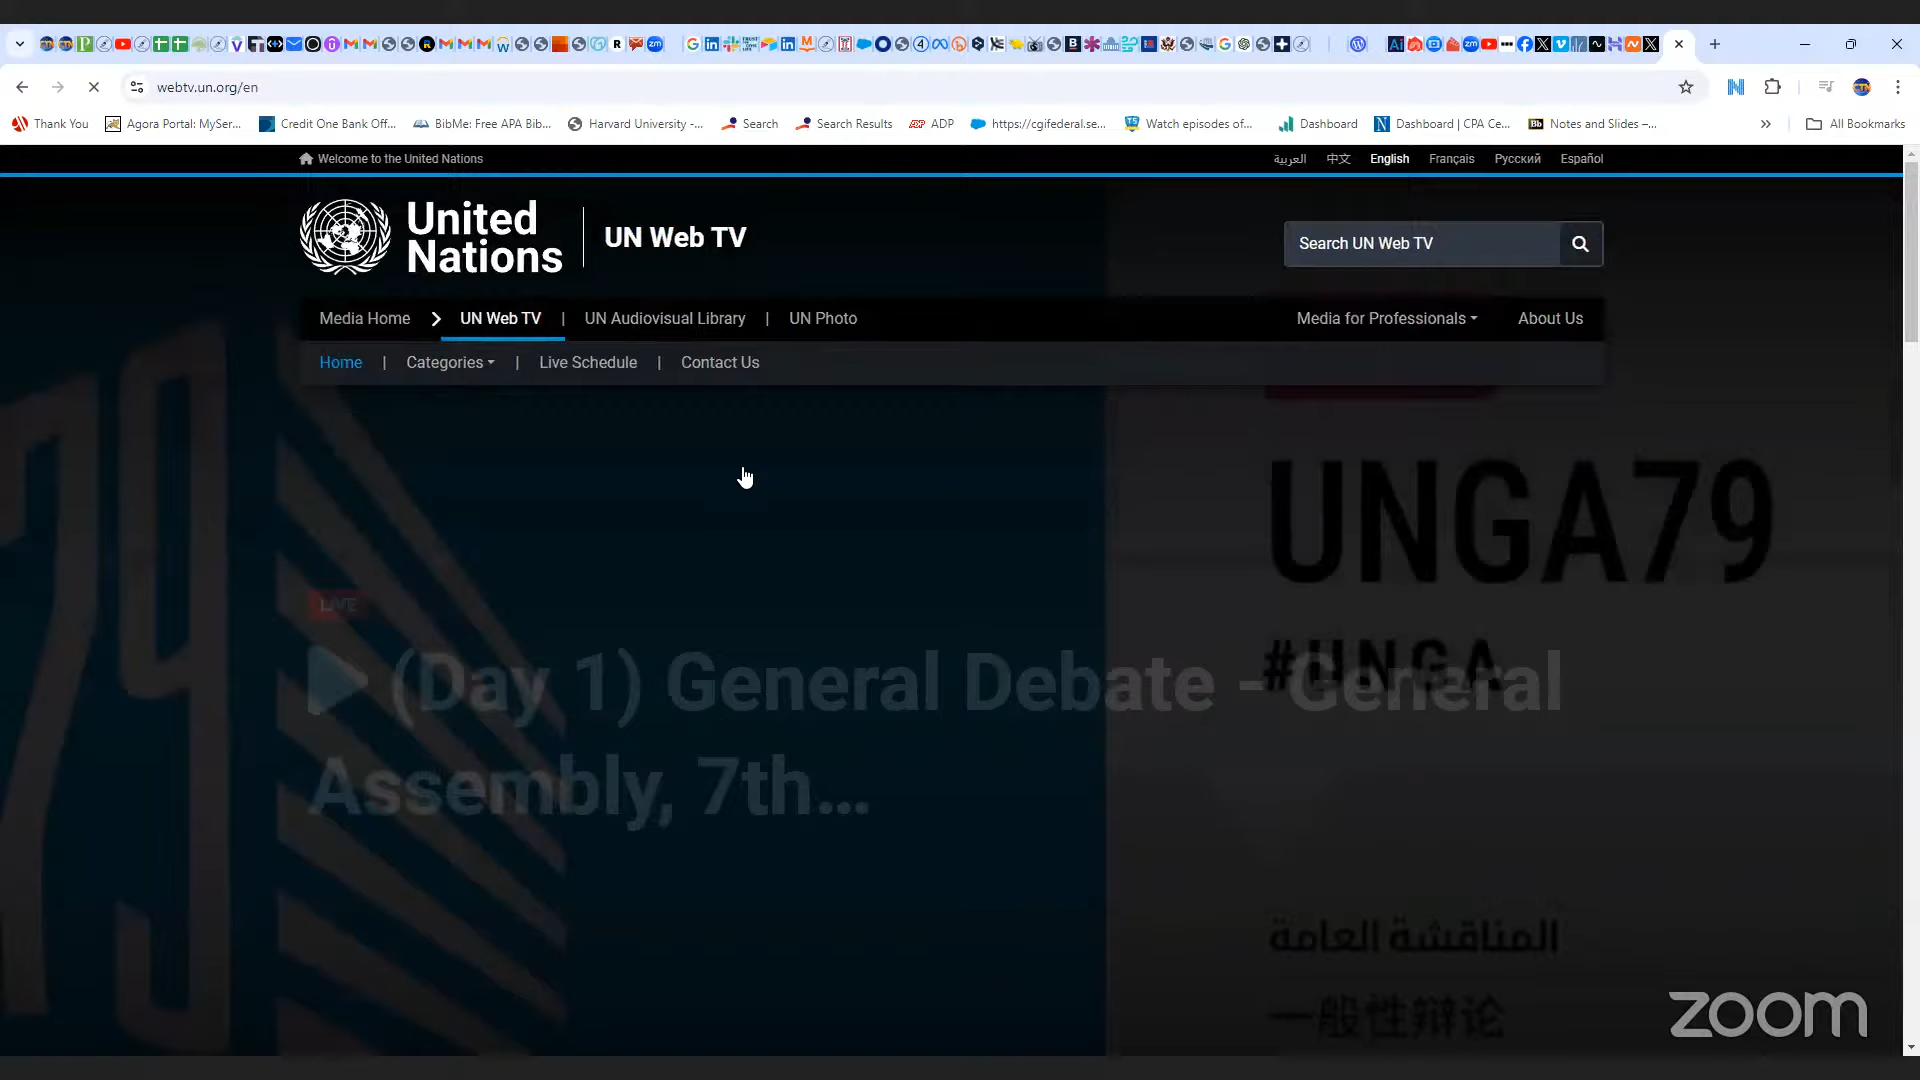 webtv.un.org/en
Thank You
Agora Portal: MySer...
Credit One Bank Off...
BibMe: Free APA Bib...
Harvard University -...
Search
Search Results
ADP
https://cgifederal.se...
Watch episodes of...
Dashboard
Dashboard | CPA Ce...
Notes and Slides –...
All Bookmarks
Welcome to the United Nations
العربية 中文 English Français Русский Español
United
Nations
UN Web TV
Search UN Web TV
Media Home UN Web TV | UN Audiovisual Library | UN Photo
Media for Professionals About Us
Home | Categories | Live Schedule | Contact Us
79
UNGA79
#UNGA
LIVE
(Day 1) General Debate - General
Assembly, 7th...
المناقشة العامة
一般性辩论
zoom